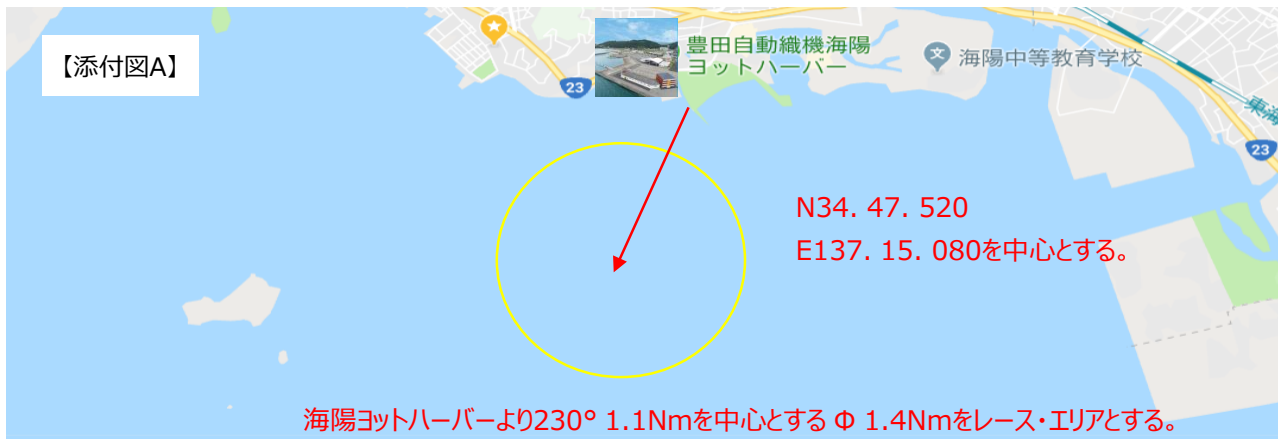 【添付図A】
豊田自動織機海陽
ヨットハーバー
海陽中等教育学校
23
東海
23
N34. 47. 520
E137. 15. 080を中心とする。
海陽ヨットハーバーより230° 1.1Nmを中心とする Φ 1.4Nmをレース・エリアとする。